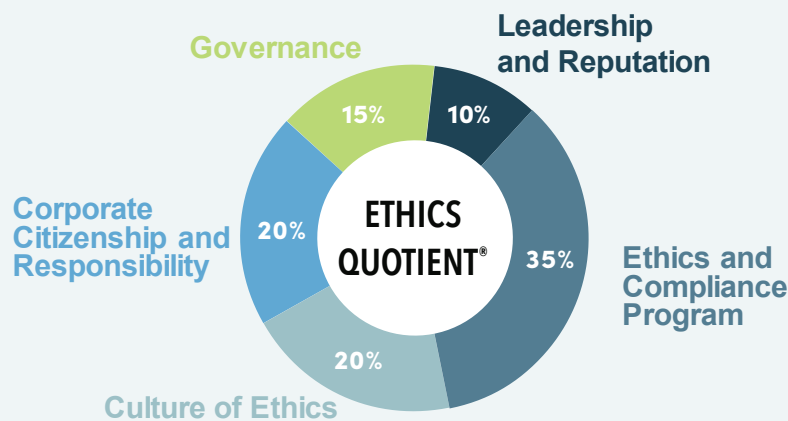 Leadership
and Reputation
Governance
15%
10%
Corporate
Citizenship and
Responsibility
20%
ETHICS
QUOTIENT®
35%
Ethics and
Compliance
Program
20%
Culture of Ethics